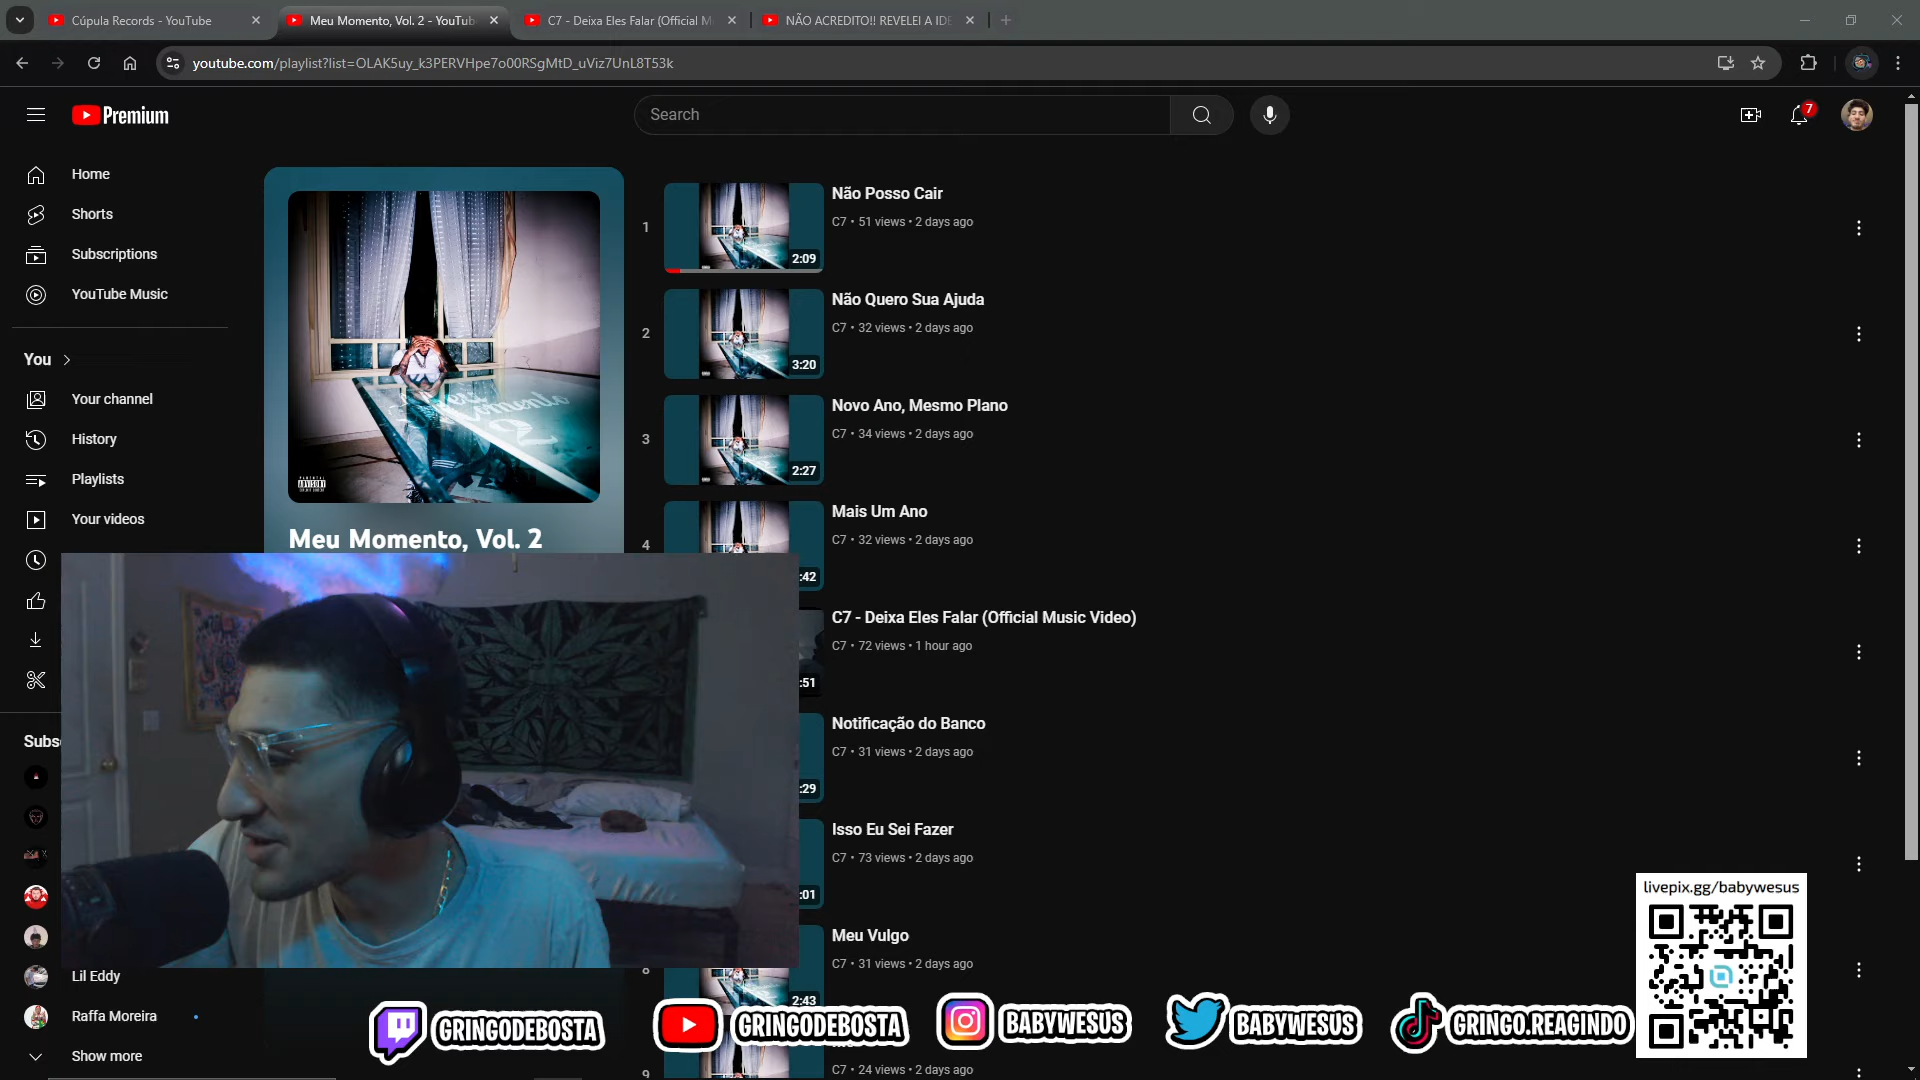 Cúpula Records - YouTube
Meu Momento, Vol. 2 - YouTub
C7 - Deixa Eles Falar (Official M
NÃO ACREDITO!! REVELEI A IDE
youtube.com/playlist?list=OLAK5uy_k3PERVHpe7o00RSgMtD_uViz7UnL8T53k
Premium
Search
7
Home
Shorts
Subscriptions
YouTube Music
You
Your channel
History
Playlists
Your videos
Subs
Lil Eddy
Raffa Moreira
Show more
Meu Momento, Vol. 2
1
2:09
Não Posso Cair
C7 • 51 views • 2 days ago
2
3:20
Não Quero Sua Ajuda
C7 • 32 views • 2 days ago
3
2:27
Novo Ano, Mesmo Plano
C7 • 34 views • 2 days ago
4
:42
Mais Um Ano
C7 • 32 views • 2 days ago
:51
C7 - Deixa Eles Falar (Official Music Video)
C7 • 72 views • 1 hour ago
:29
Notificação do Banco
C7 • 31 views • 2 days ago
:01
Isso Eu Sei Fazer
C7 • 73 views • 2 days ago
8
2:43
Meu Vulgo
C7 • 31 views • 2 days ago
9
C7 • 24 views • 2 days ago
livepix.gg/babywesus
GRINGODEBOSTA
GRINGODEBOSTA
BABYWESUS
BABYWESUS
GRINGO.REAGINDO